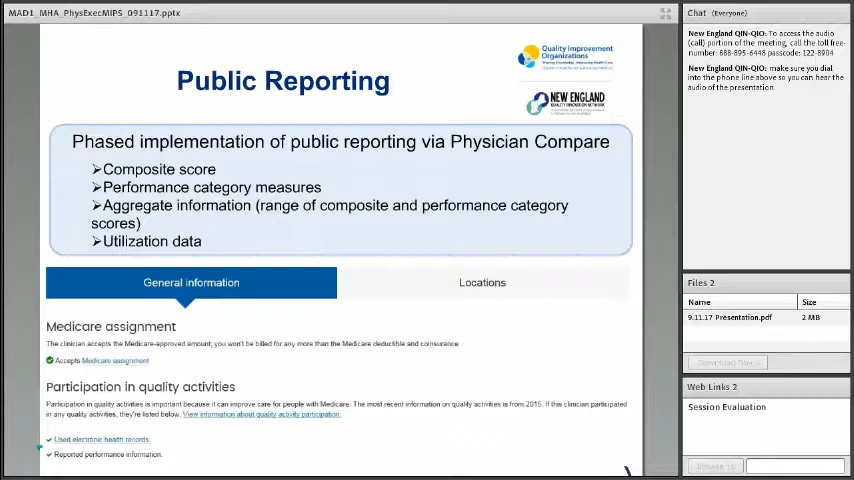 MAD1_MHA_PhysExecMIPS_091117.pptx
Quality Improvement
Organizations
Sharing Knowledge. Improving Health Care.
NEW ENGLAND
Public Reporting
Phased implementation of public reporting via Physician Compare
➢Composite score
➢Performance category measures
➢Aggregate information (range of composite and performance category
scores)
➢Utilization data
General information
Locations
Medicare assignment
The clinician accepts the Medicare-approved amount; you won't be billed for any more than the Medicare deductible and coinsurance.
Accepts Medicare assignment
Participation in quality activities
Participation in quality activities is important because it can improve care for people with Medicare. The most recent information on quality activities is from 2015. If this clinician participated
in any quality activities, they're listed below. View information about quality activity participation.
Used electronic health records.
Reported performance information.
Chat (Everyone)
New England QIN-QIO: To access the audio
(call) portion of the meeting, call the toll free-
number: 888-895-6448 passcode: 122-8904
New England QIN-QIO: make sure you dial
into the phone line above so you can hear the
audio of the presentation.
Files 2
Name Size
9.11.17 Presentation.pdf 2 MB
Download File(s)
Web Links 2
Session Evaluation
Browse To